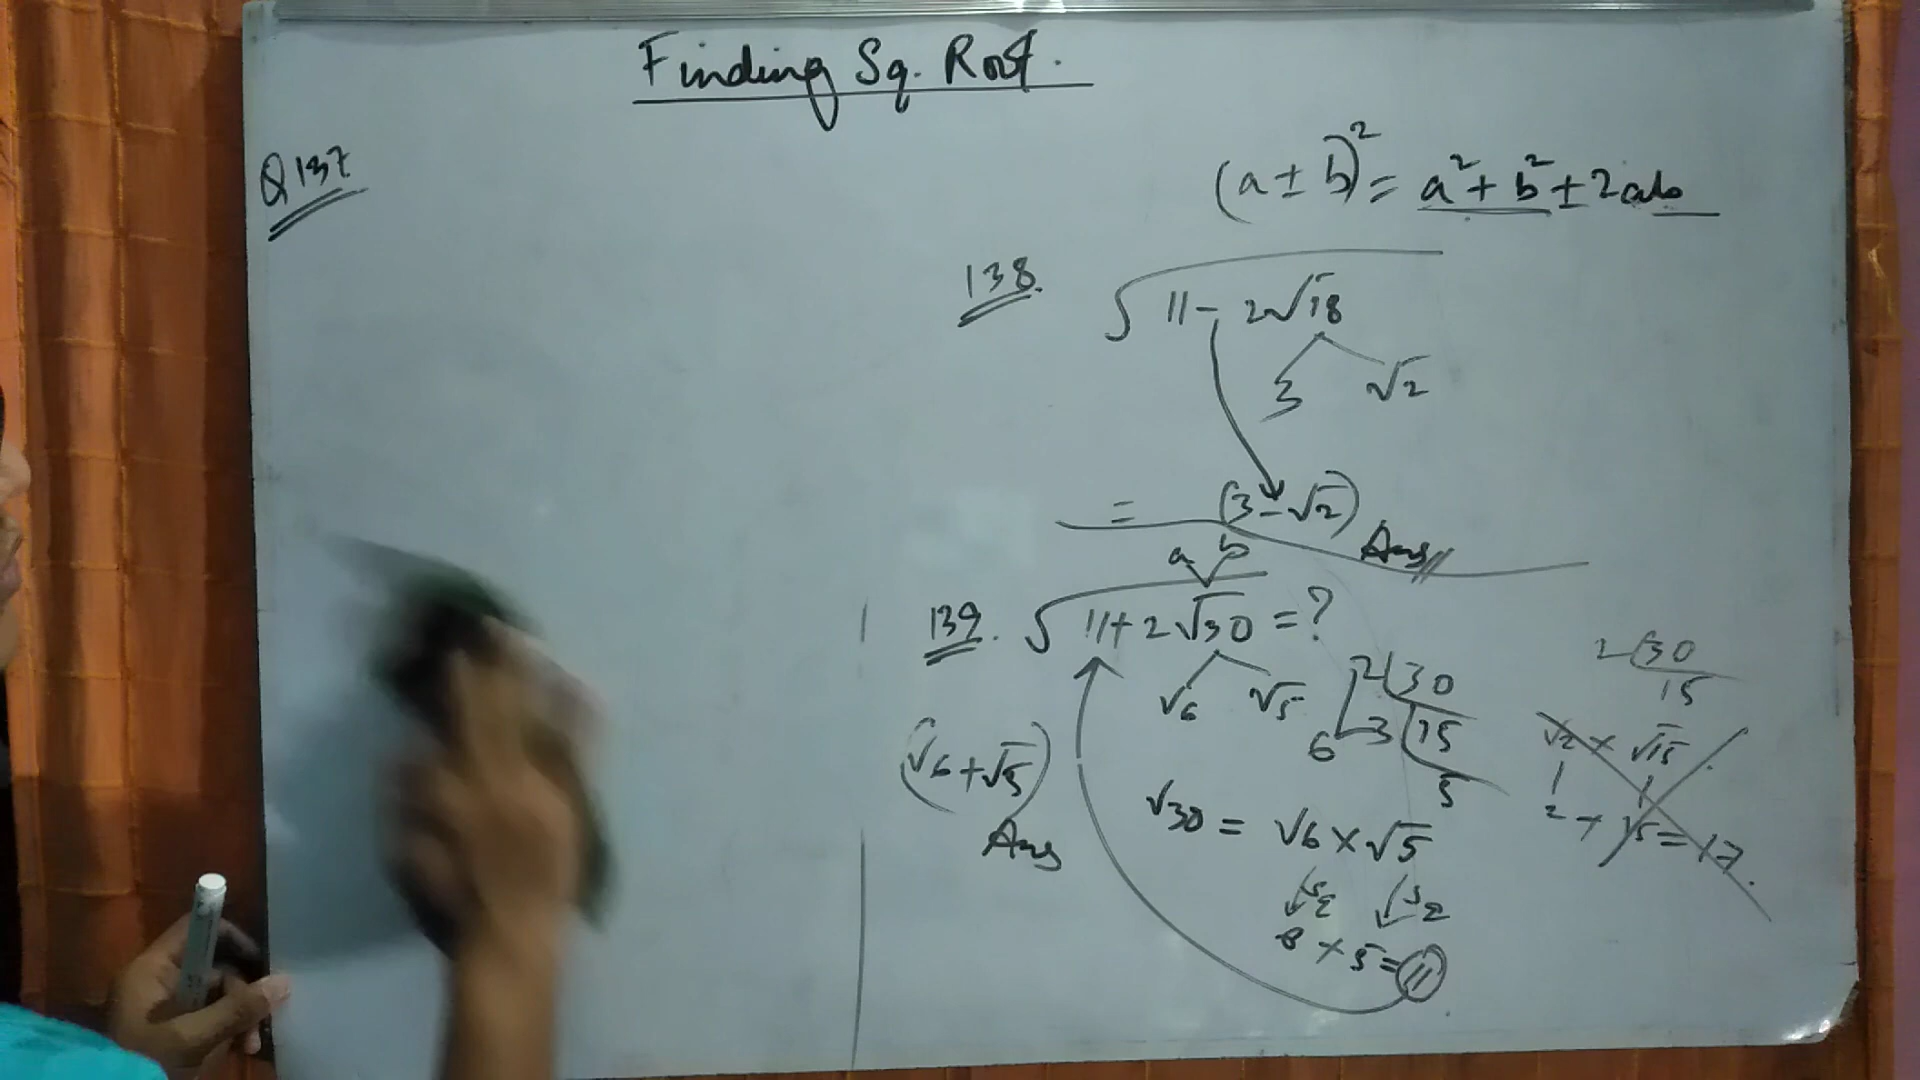 Finding Sq. Root.
Q 137
(a ± b)² = a² + b² ± 2ab
138.
√11 - 2√18
3 √2
= (3 - √2)
Ans
a b
139. √11 + 2√30 = ?
√6 √5
2 30
6 3 15
5
(√6 + √5)
Ans
√30 = √6 × √5
6 + 5 = 11
2 30
15
√2 × √15
2 + 15 = 17